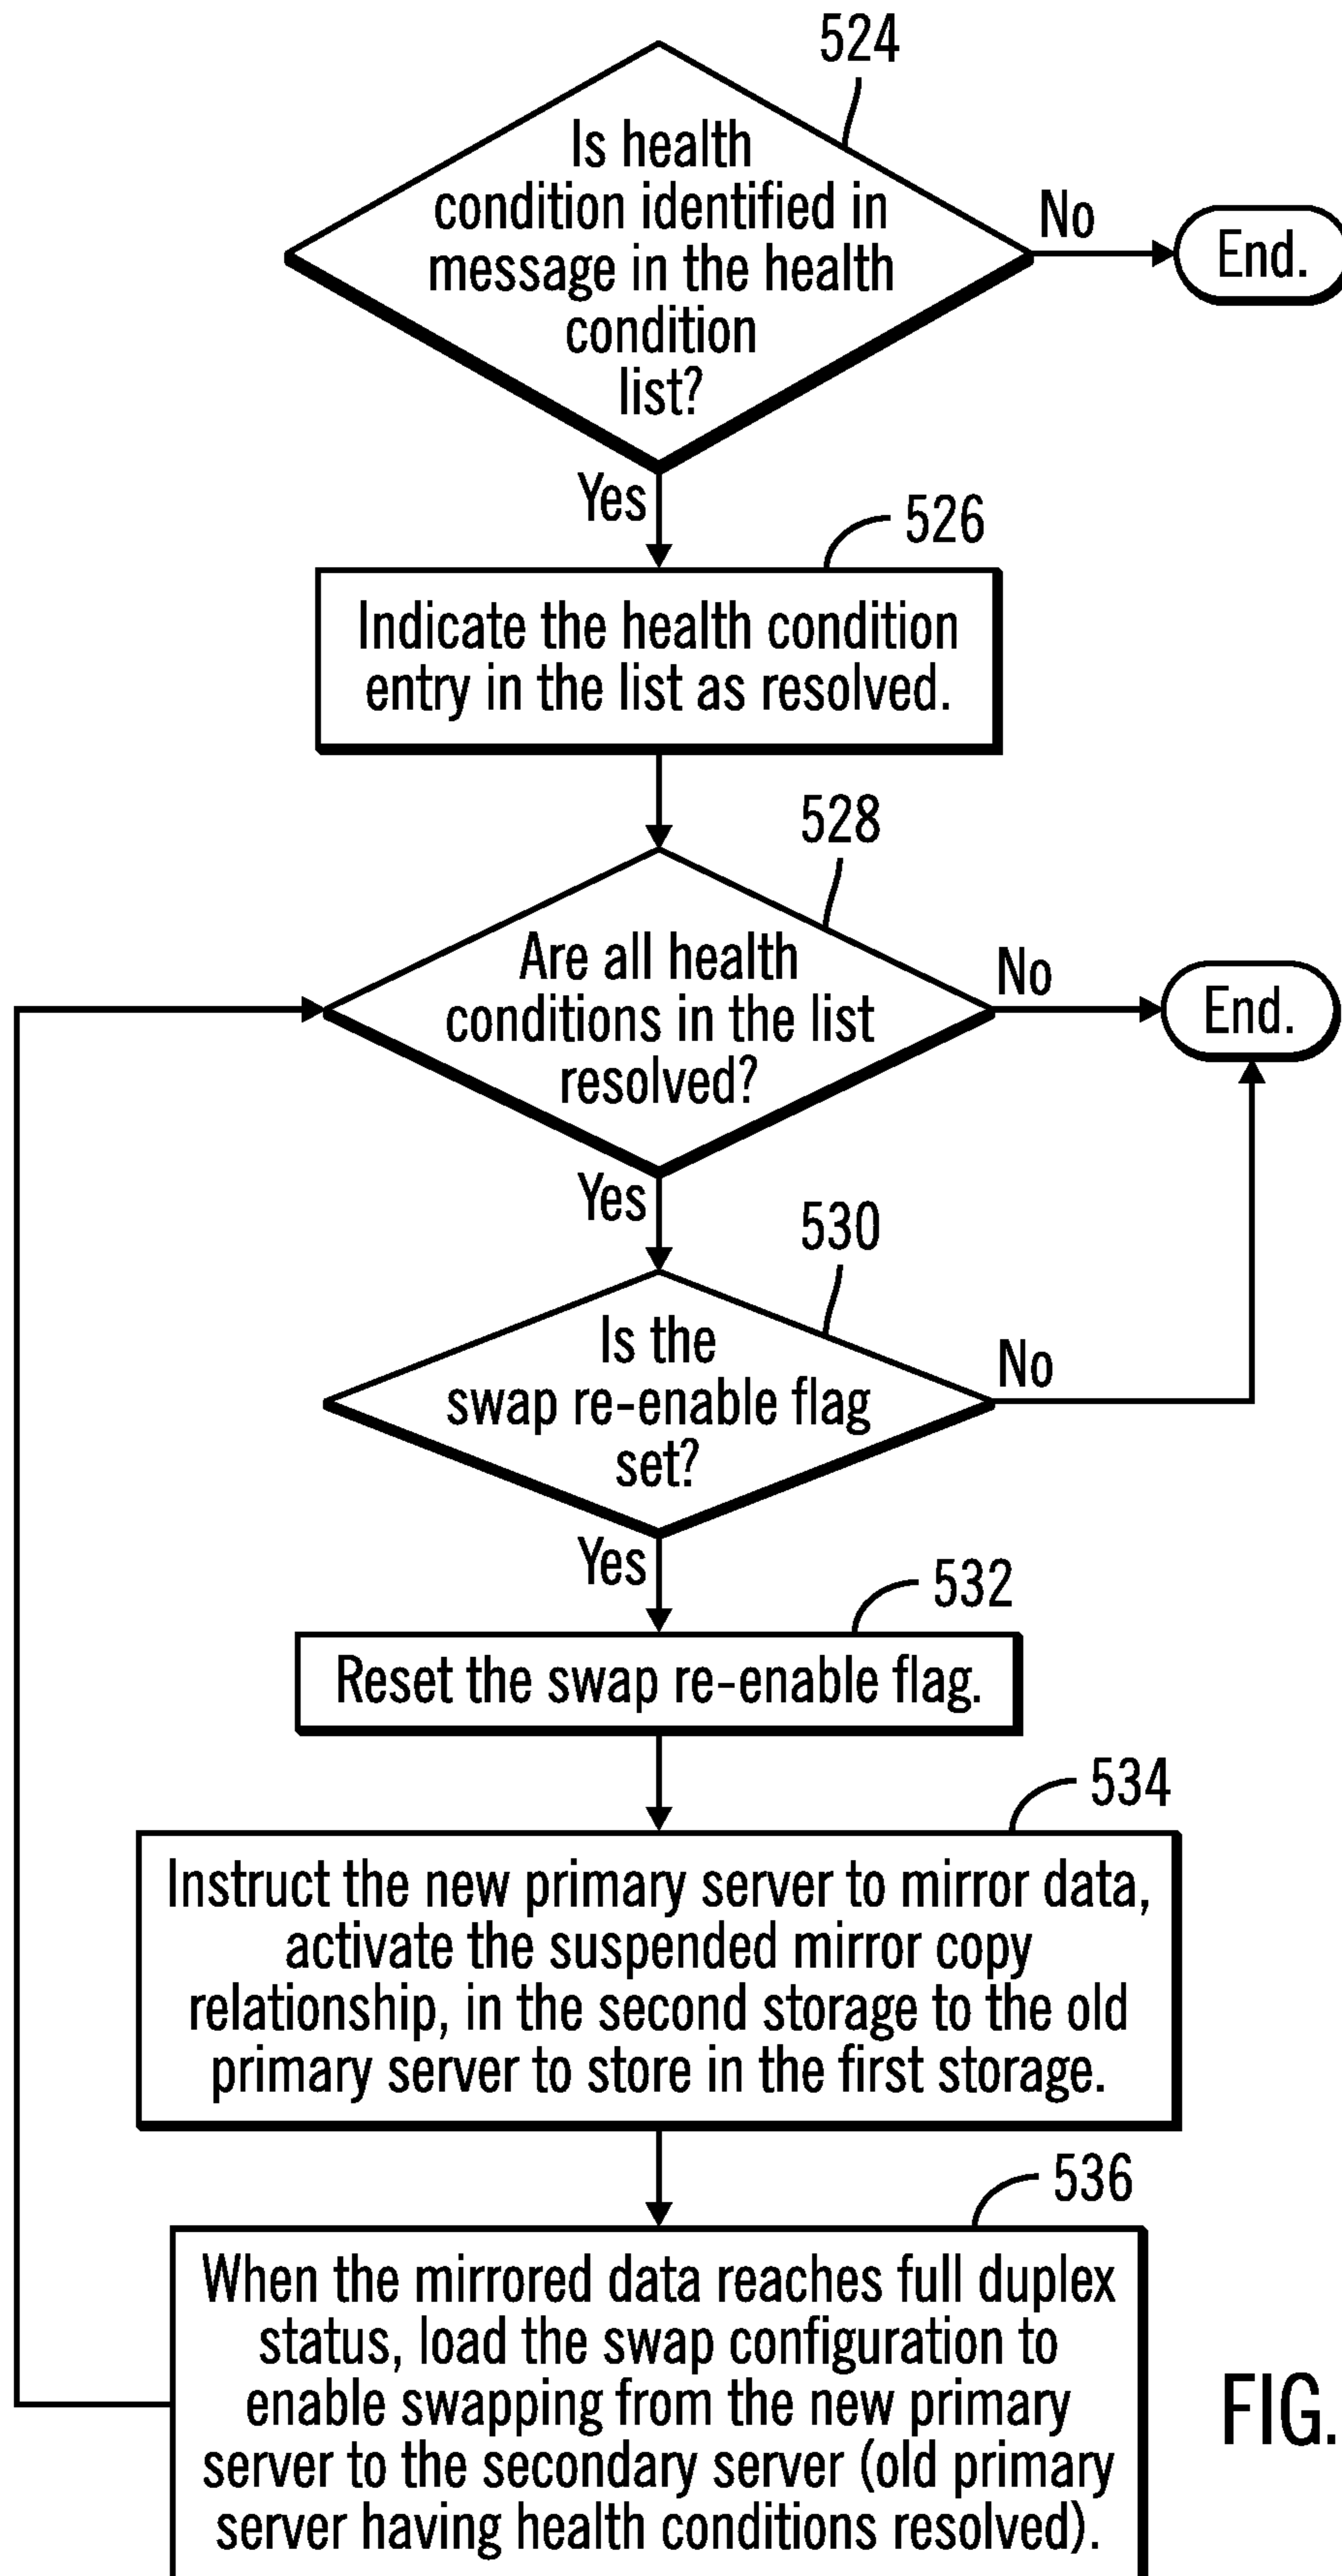 524
Is health
condition identified in
message in the health
condition
list?
No
End.
Yes
526
Indicate the health condition
entry in the list as resolved.
528
Are all health
conditions in the list
resolved?
No
End.
Yes
530
Is the
swap re-enable flag
set?
No
Yes
532
Reset the swap re-enable flag.
534
Instruct the new primary server to mirror data,
activate the suspended mirror copy
relationship, in the second storage to the old
primary server to store in the first storage.
536
When the mirrored data reaches full duplex
status, load the swap configuration to
enable swapping from the new primary
server to the secondary server (old primary
server having health conditions resolved).
FIG.